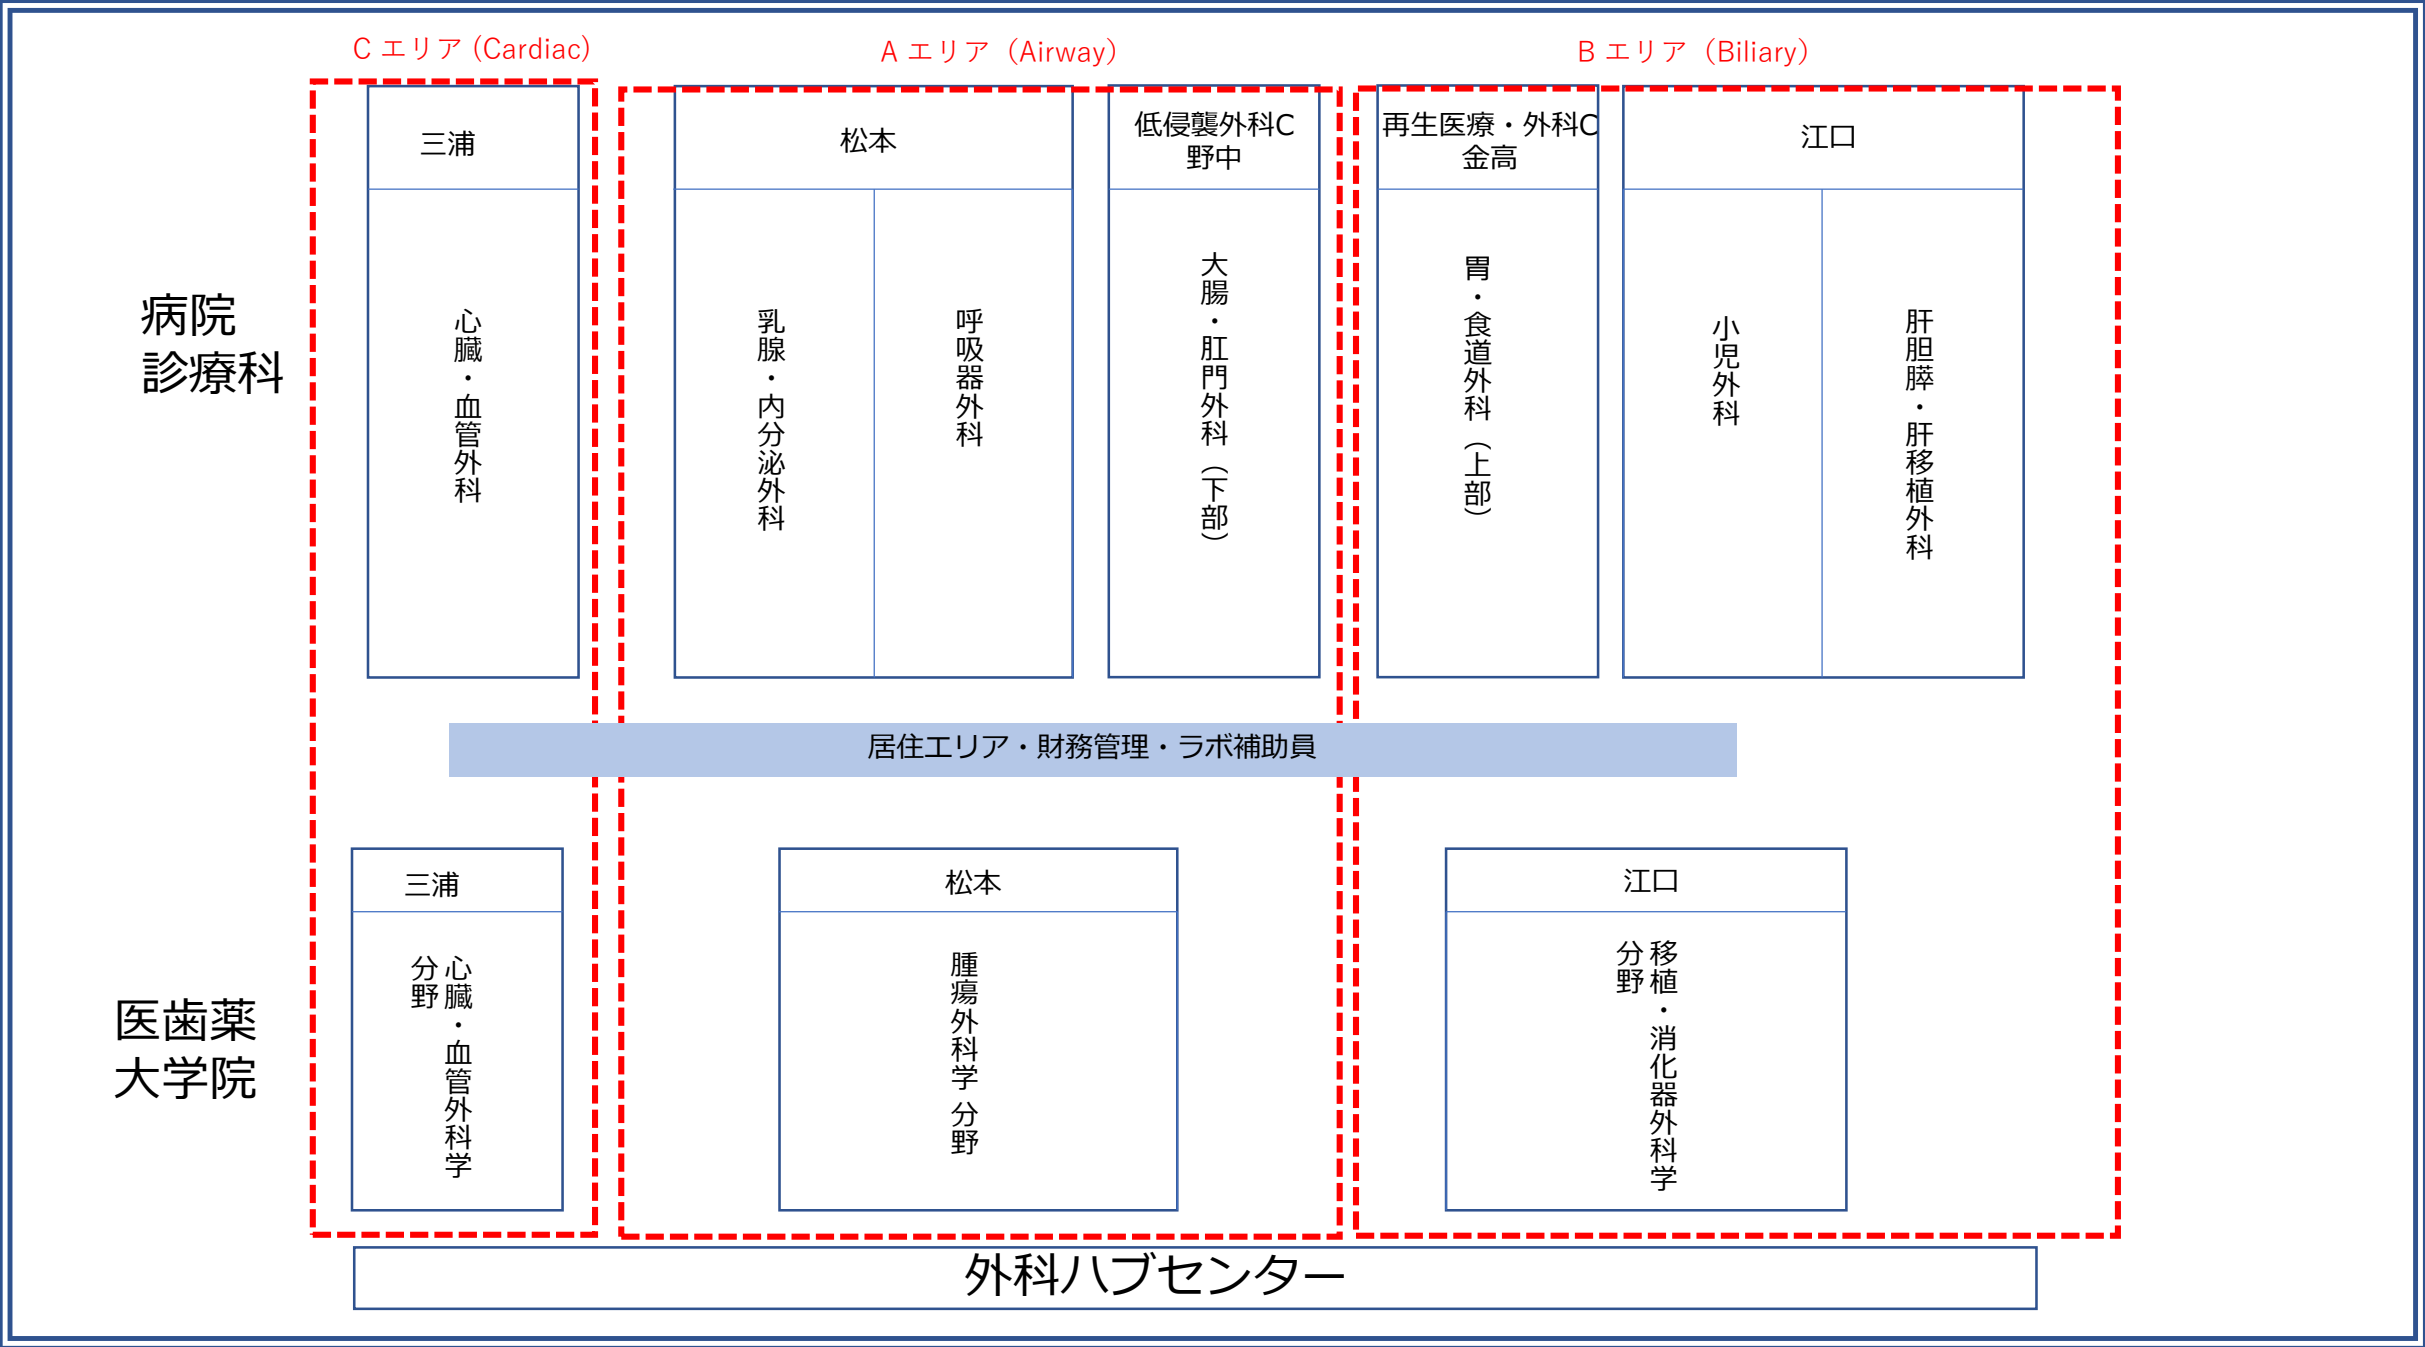 C エリア (Cardiac)
A エリア (Airway)
B エリア (Biliary)
病院
診療科
三浦
心臓・血管外科
松本
乳腺・内分泌外科
呼吸器外科
低侵襲外科C
野中
大腸・肛門外科（下部）
再生医療・外科C
金高
胃・食道外科（上部）
江口
小児外科
肝胆膵・肝移植外科
居住エリア・財務管理・ラボ補助員
医歯薬
大学院
三浦
心臓・血管外科学
分野
松本
腫瘍外科学 分野
江口
移植・消化器外科学
分野
外科ハブセンター